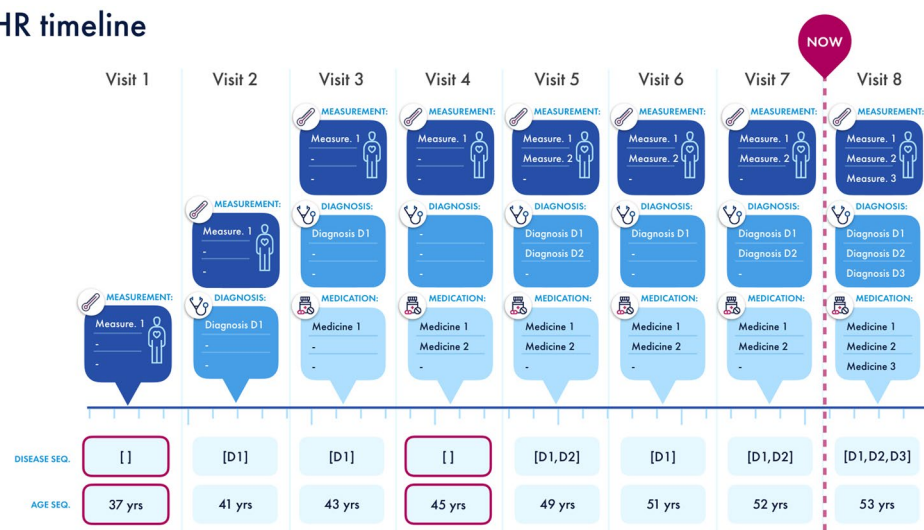 HR timeline
NOW
Visit 1
Visit 2
Visit 3
Visit 4
Visit 5
Visit 6
Visit 7
Visit 8
MEASUREMENT:
Measure. 1
-
-
MEASUREMENT:
Measure. 1
-
-
DIAGNOSIS:
Diagnosis D1
-
-
MEASUREMENT:
Measure. 1
-
-
DIAGNOSIS:
Diagnosis D1
-
-
MEDICATION:
Medicine 1
-
-
MEASUREMENT:
Measure. 1
-
-
DIAGNOSIS:
-
-
-
MEDICATION:
Medicine 1
Medicine 2
-
MEASUREMENT:
Measure. 1
Measure. 2
-
DIAGNOSIS:
Diagnosis D1
Diagnosis D2
-
MEDICATION:
Medicine 1
Medicine 2
-
MEASUREMENT:
Measure. 1
Measure. 2
-
DIAGNOSIS:
Diagnosis D1
-
-
MEDICATION:
Medicine 1
Medicine 2
-
MEASUREMENT:
Measure. 1
Measure. 2
-
DIAGNOSIS:
Diagnosis D1
Diagnosis D2
-
MEDICATION:
Medicine 1
Medicine 2
-
MEASUREMENT:
Measure. 1
Measure. 2
Measure. 3
DIAGNOSIS:
Diagnosis D1
Diagnosis D2
Diagnosis D3
MEDICATION:
Medicine 1
Medicine 2
Medicine 3
DISEASE SEQ.
[ ]
[D1]
[D1]
[ ]
[D1,D2]
[D1]
[D1,D2]
[D1,D2,D3]
AGE SEQ.
37 yrs
41 yrs
43 yrs
45 yrs
49 yrs
51 yrs
52 yrs
53 yrs